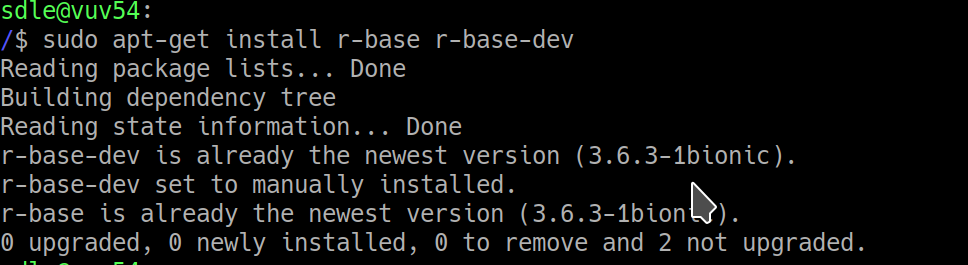 sdle@vuv54:
/$ sudo apt-get install r-base r-base-dev
Reading package lists... Done
Building dependency tree
Reading state information... Done
r-base-dev is already the newest version (3.6.3-1bionic).
r-base-dev set to manually installed.
r-base is already the newest version (3.6.3-1bionic).
0 upgraded, 0 newly installed, 0 to remove and 2 not upgraded.
sdle@vuv54: